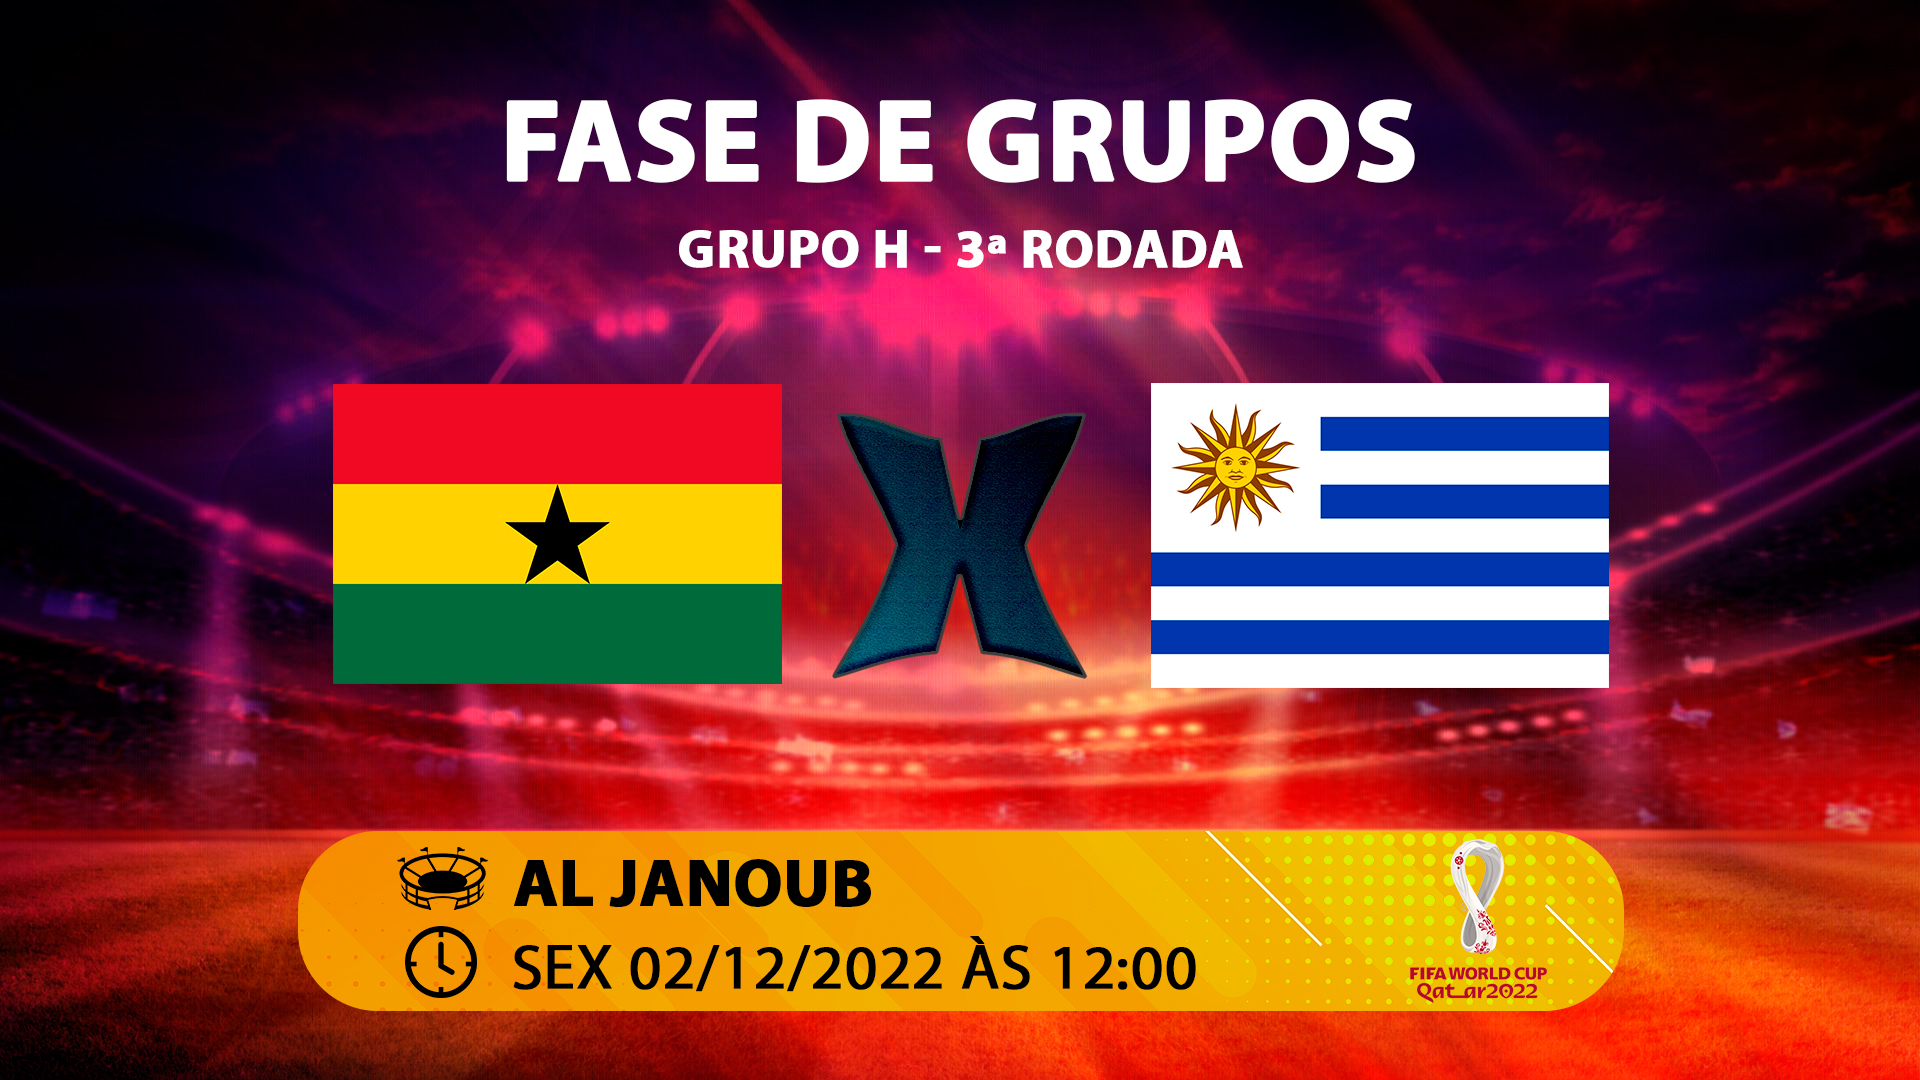 FASE DE GRUPOS
GRUPO H - 3ª RODADA
X
AL JANOUB
SEX 02/12/2022 ÀS 12:00
FIFA WORLD CUP
Qatar2022